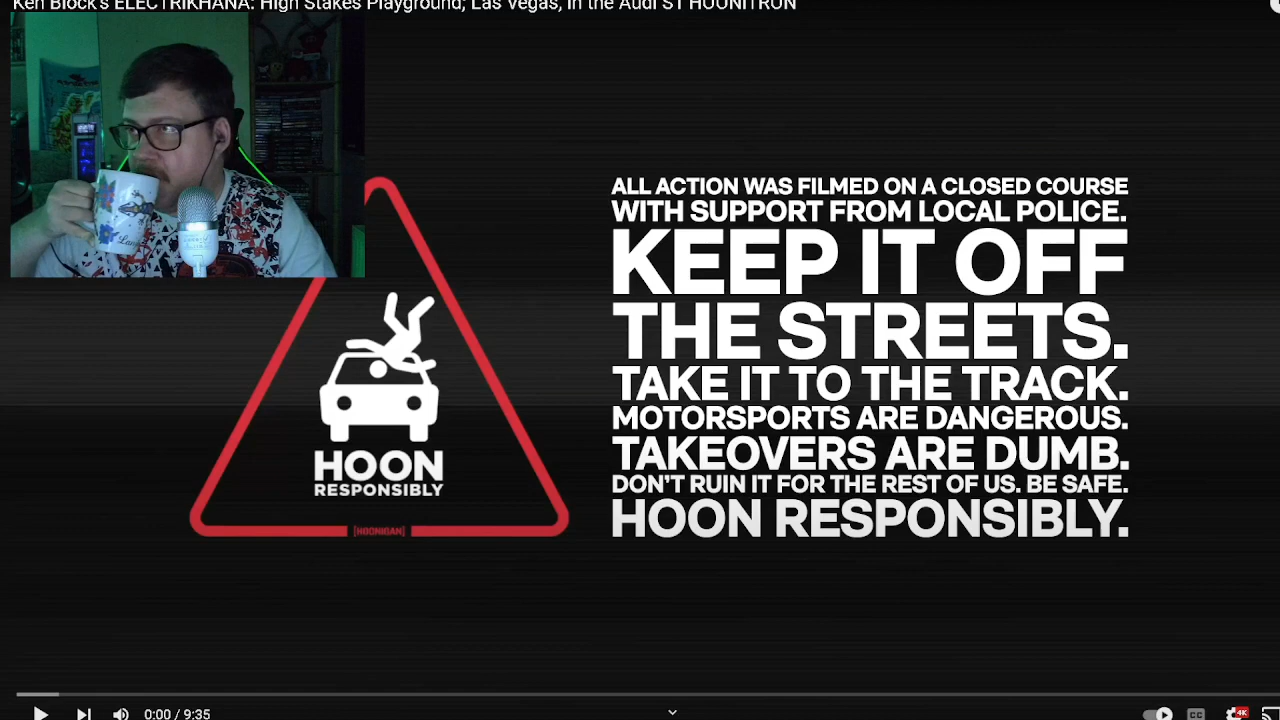 Ken Block's ELECTRIKHANA: High Stakes Playground; Las Vegas, in the Audi S1 HOONITRON
ALL ACTION WAS FILMED ON A CLOSED COURSE
WITH SUPPORT FROM LOCAL POLICE.
KEEP IT OFF
THE STREETS.
TAKE IT TO THE TRACK.
MOTORSPORTS ARE DANGEROUS.
TAKEOVERS ARE DUMB.
DON'T RUIN IT FOR THE REST OF US. BE SAFE.
HOON RESPONSIBLY.
HOON
RESPONSIBLY
[HOONIGAN]
0:00 / 9:35
CC
4K